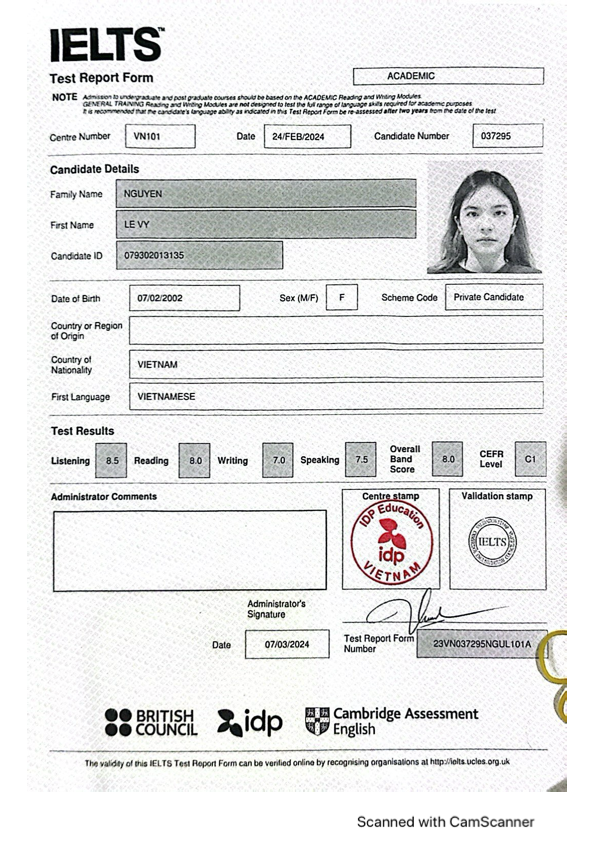 IELTS™
Test Report Form
ACADEMIC
NOTE Admission to undergraduate and post graduate courses should be based on the ACADEMIC Reading and Writing Modules.
GENERAL TRAINING Reading and Writing Modules are not designed to test the full range of language skills required for academic purposes
It is recommended that the candidate's language ability as indicated in this Test Report Form be re-assessed after two years from the date of the test
Centre Number VN101 Date 24/FEB/2024 Candidate Number 037295
Candidate Details
Family Name NGUYEN
First Name LE VY
Candidate ID 079302013135
Date of Birth 07/02/2002 Sex (M/F) F Scheme Code Private Candidate
Country or Region
of Origin
Country of
Nationality VIETNAM
First Language VIETNAMESE
Test Results
Listening 8.5 Reading 8.0 Writing 7.0 Speaking 7.5 Overall Band Score 8.0 CEFR Level C1
Administrator Comments
Centre stamp
IDP Education
idp
VIETNAM
Validation stamp
IELTS
Administrator's
Signature
Date 07/03/2024
Test Report Form
Number 23VN037295NGUL101A
BRITISH
COUNCIL
idp
Cambridge Assessment
English
The validity of this IELTS Test Report Form can be verified online by recognising organisations at http://ielts.ucles.org.uk
Scanned with CamScanner